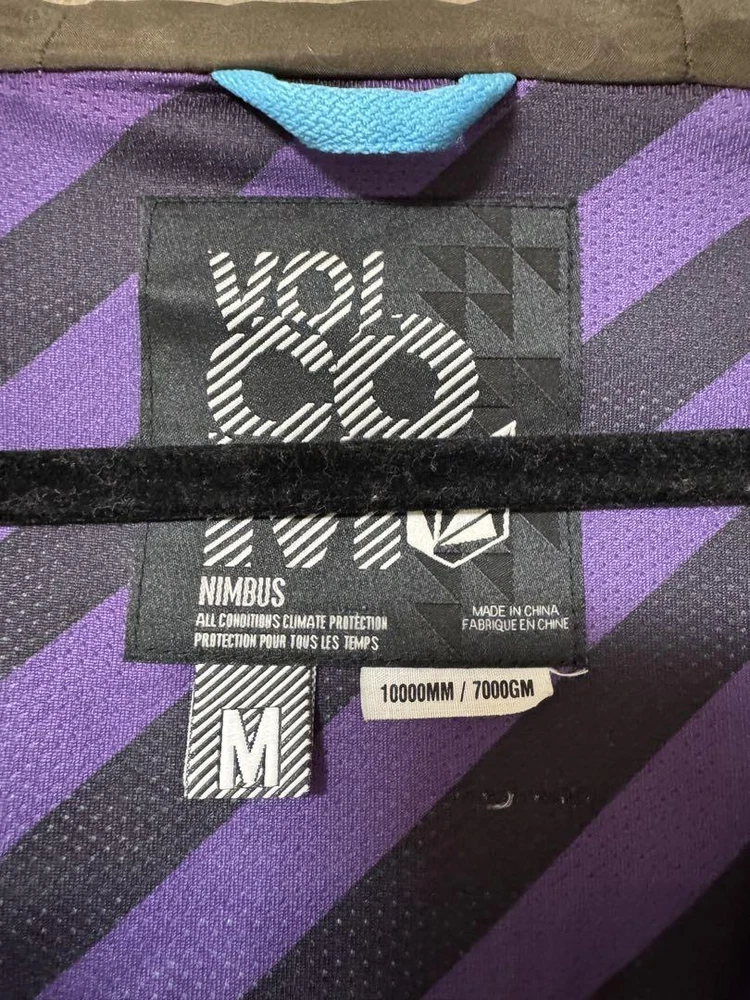 VOL
CO
M
NIMBUS
ALL CONDITIONS CLIMATE PROTECTION
PROTECTION POUR TOUS LES TEMPS
MADE IN CHINA
FABRIQUE EN CHINE
10000MM / 7000GM
M